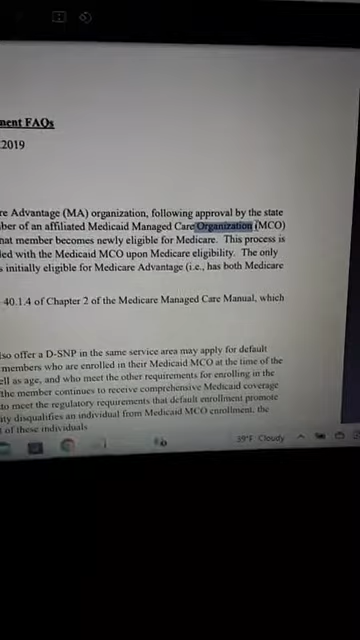 ment FAQs
2019
re Advantage (MA) organization, following approval by the state
ber of an affiliated Medicaid Managed Care Organization (MCO)
hat member becomes newly eligible for Medicare. This process is
led with the Medicaid MCO upon Medicare eligibility. The only
s initially eligible for Medicare Advantage (i.e., has both Medicare
40.1.4 of Chapter 2 of the Medicare Managed Care Manual, which
lso offer a D-SNP in the same service area may apply for default
members who are enrolled in their Medicaid MCO at the time of the
ell as age, and who meet the other requirements for enrolling in the
the member continues to receive comprehensive Medicaid coverage
to meet the regulatory requirements that default enrollment promote
ity disqualifies an individual from Medicaid MCO enrollment, the
t of these individuals
39°F Cloudy